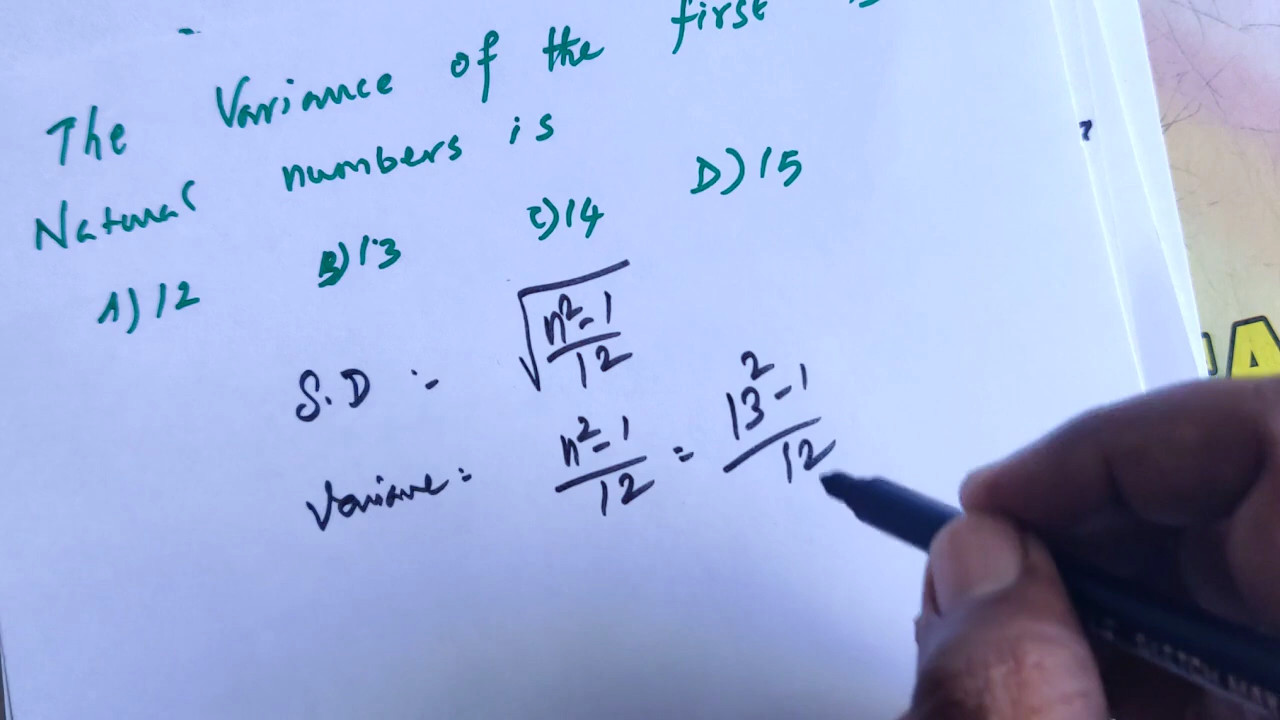 The Variance of the first
Natural numbers is
A) 12 B) 13 C) 14 D) 15
S.D :- √(n²-1/12)
Variance: n²-1/12 = 13²-1/12